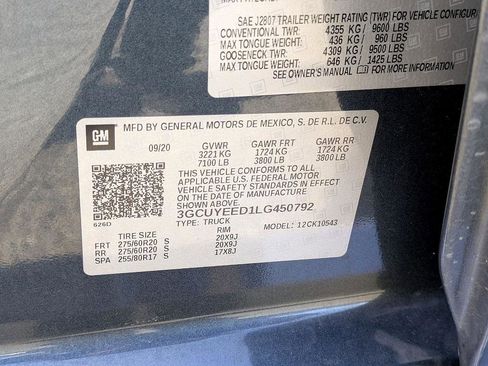 SAE J2807 TRAILER WEIGHT RATING (TWR) FOR VEHICLE CONFIGUR
CONVENTIONAL TWR: 4355 KG / 9600 LBS
MAX TONGUE WEIGHT: 436 KG / 960 LBS
GOOSENECK TWR: 4309 KG / 9500 LBS
MAX TONGUE WEIGHT: 646 KG / 1425 LBS
SEE OWNER'S MANUAL FOR MORE INFORMATION
GM
MFD BY GENERAL MOTORS DE MEXICO, S. DE R.L. DE C.V.
09/20 GVWR GAWR FRT GAWR RR
3221 KG 1724 KG 1724 KG
7100 LB 3800 LB 3800 LB
THIS VEHICLE CONFORMS TO ALL APPLICABLE
U.S. FEDERAL MOTOR VEHICLE SAFETY, BUMPER, AND
THEFT PREVENTION STANDARDS IN EFFECT
ON THE DATE OF MANUFACTURE
SHOWN ABOVE.
3GCUYEED1LG450792
626D
TYPE: TRUCK MODEL: 12CK10543
TIRE SIZE RIM
FRT 275/60R20 S 20X9J
RR 275/60R20 S 20X9J
SPA 255/80R17 S 17X8J